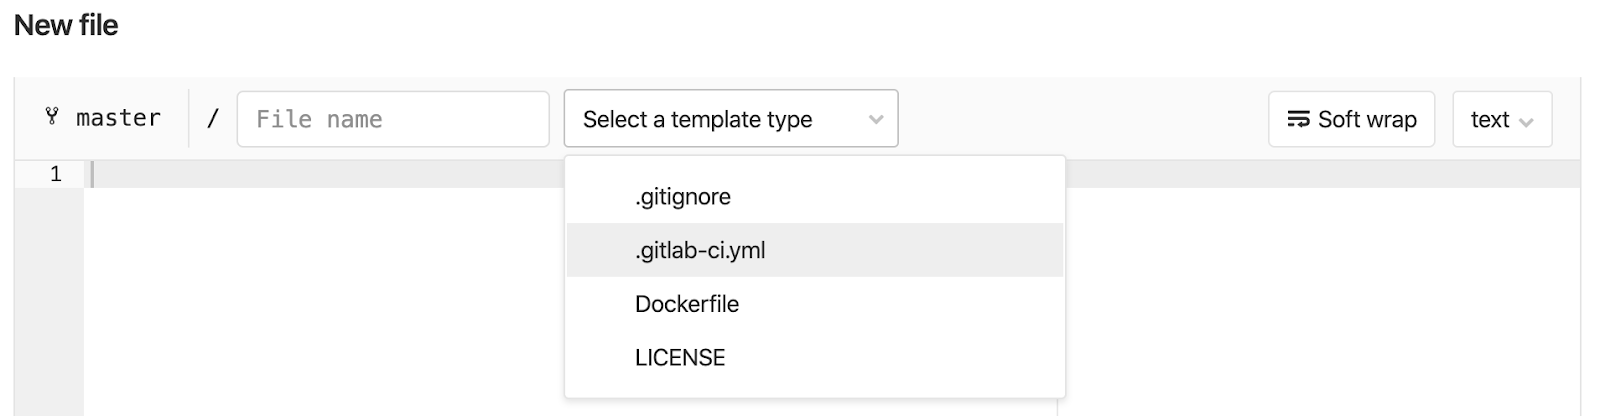 New file
master / File name Select a template type Soft wrap text
1
.gitignore
.gitlab-ci.yml
Dockerfile
LICENSE